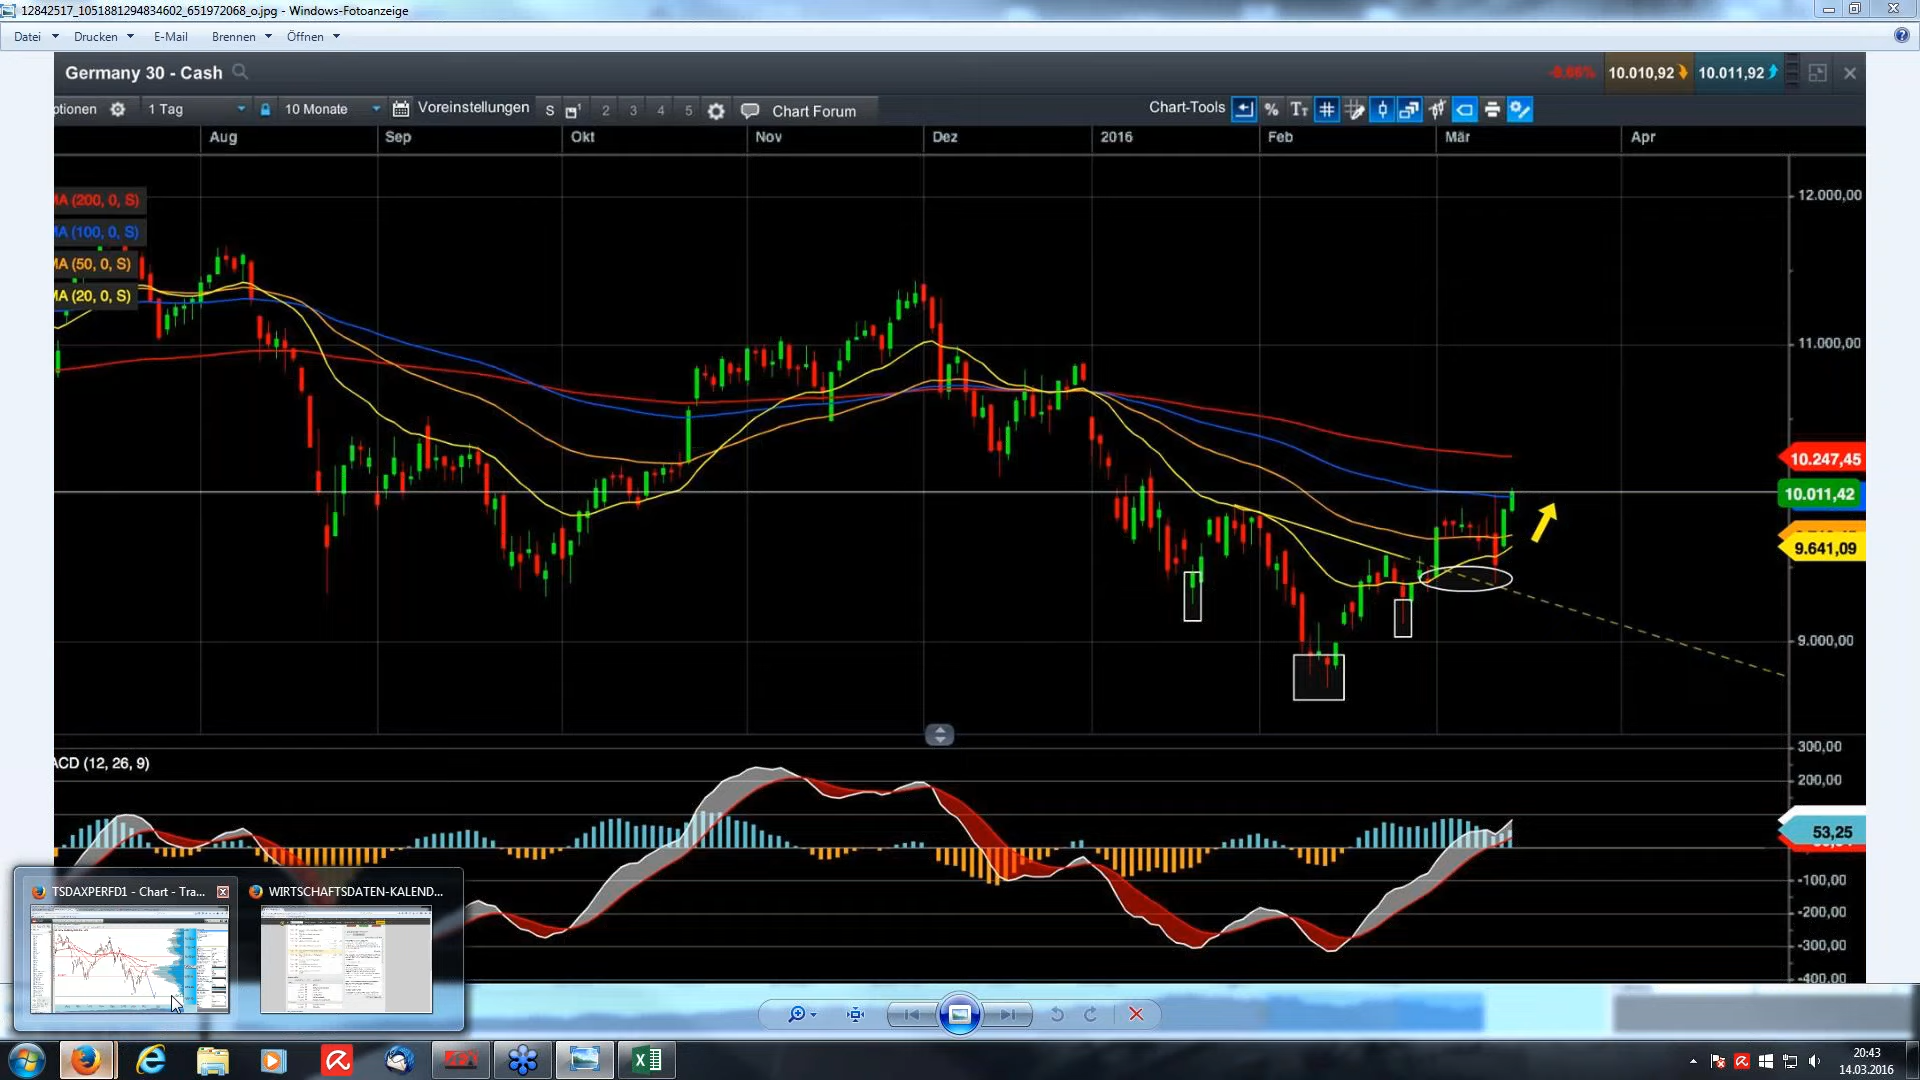 12842517_1051881294834602_651972068_o.jpg - Windows-Fotoanzeige
Datei Drucken E-Mail Brennen Öffnen
Germany 30 - Cash
10.010,92 10.011,92
ptionen 1 Tag 10 Monate Voreinstellungen S 1 2 3 4 5 Chart Forum Chart-Tools % TT
Aug Sep Okt Nov Dez 2016 Feb Mär Apr
MA (200, 0, S)
MA (100, 0, S)
MA (50, 0, S)
MA (20, 0, S)
12.000,00
11.000,00
10.247,45
10.011,42
9.641,09
9.000,00
ACD (12, 26, 9)
300,00
200,00
53,25
-100,00
-200,00
-300,00
-400,00
TSDAXPERFD1 - Chart - Tra...
WIRTSCHAFTSDATEN-KALEND...
20:43
14.03.2016